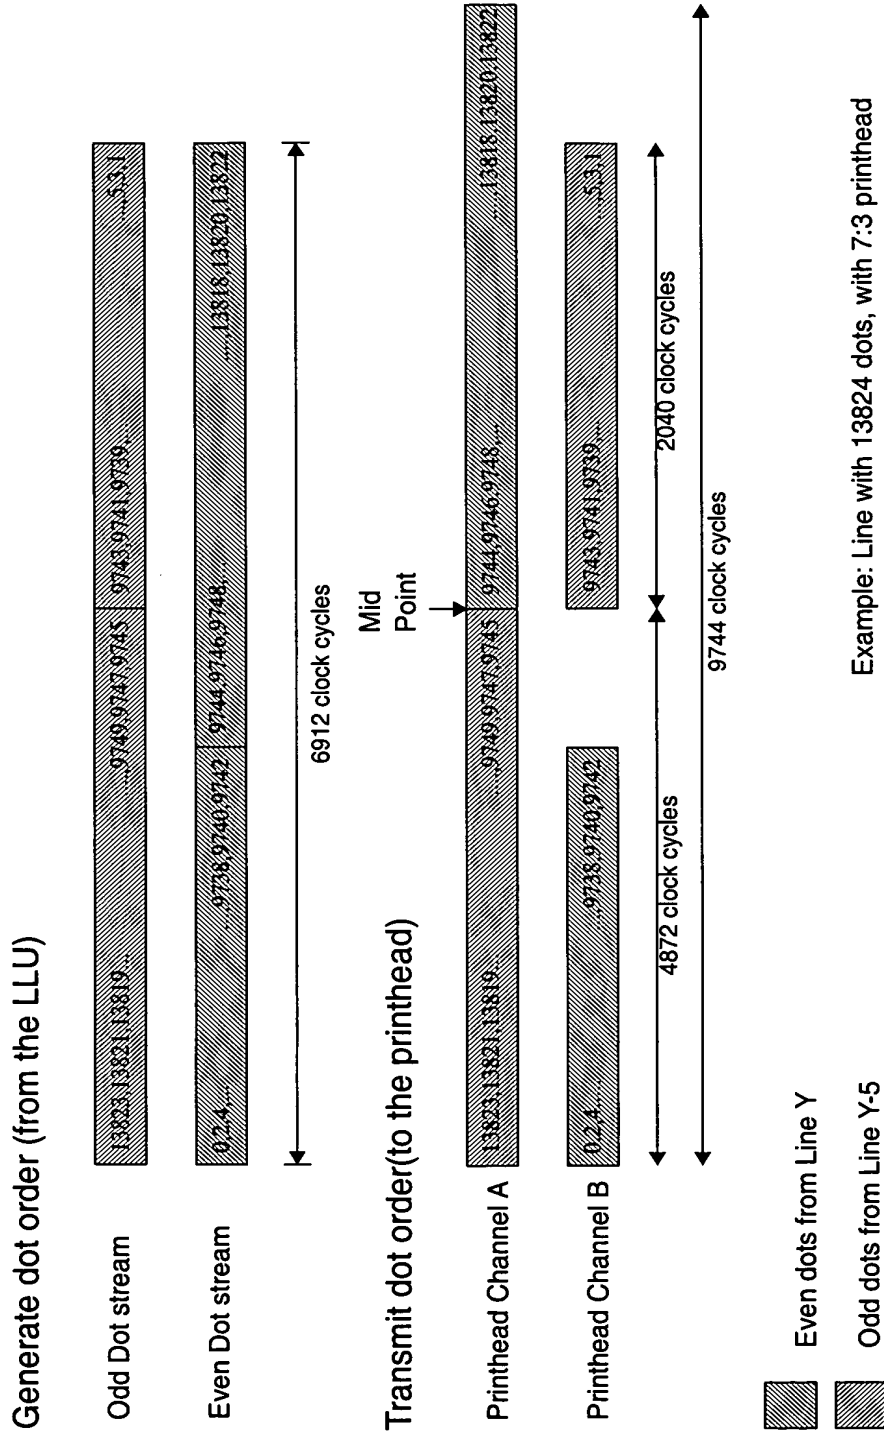 Generate dot order (from the LLU)
Odd Dot stream
13823,13821,13819...
....,9749,9747,9745
9743,9741,9739,....
....,5,3,1
Even Dot stream
0,2,4,....
....,9738,9740,9742
9744,9746,9748,....
....,13818,13820,13822
6912 clock cycles
Transmit dot order(to the printhead)
Mid
Point
Printhead Channel A
13823,13821,13819...
....,9749,9747,9745
9744,9746,9748,....
....,13818,13820,13822
Printhead Channel B
0,2,4....
....9738,9740,9742
9743,9741,9739,....
....,5,3,1
4872 clock cycles
2040 clock cycles
9744 clock cycles
Even dots from Line Y
Odd dots from Line Y-5
Example: Line with 13824 dots, with 7:3 printhead